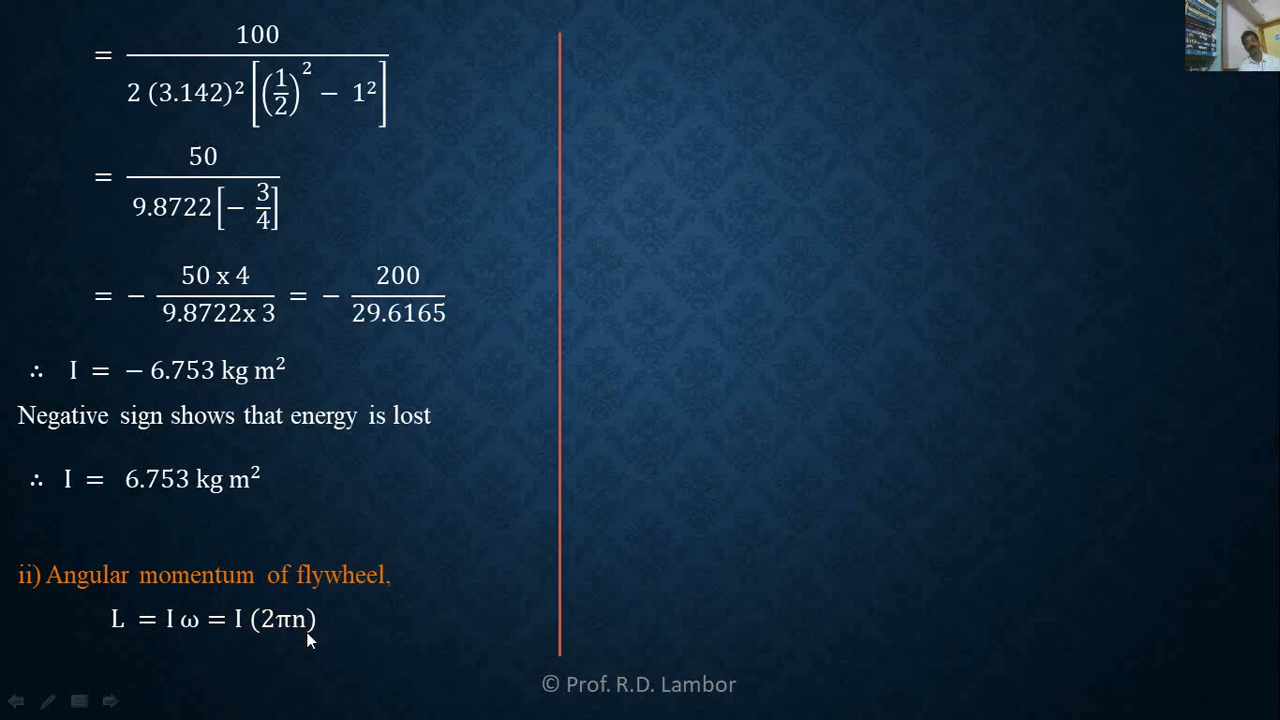 = 100 / 2 (3.142)² [(1/2)² − 1²]
= 50 / 9.8722 [− 3/4]
= − 50 x 4 / 9.8722x 3 = − 200 / 29.6165
∴ I = − 6.753 kg m²
Negative sign shows that energy is lost
∴ I = 6.753 kg m²
ii) Angular momentum of flywheel,
L = I ω = I (2πn)
© Prof. R.D. Lambor